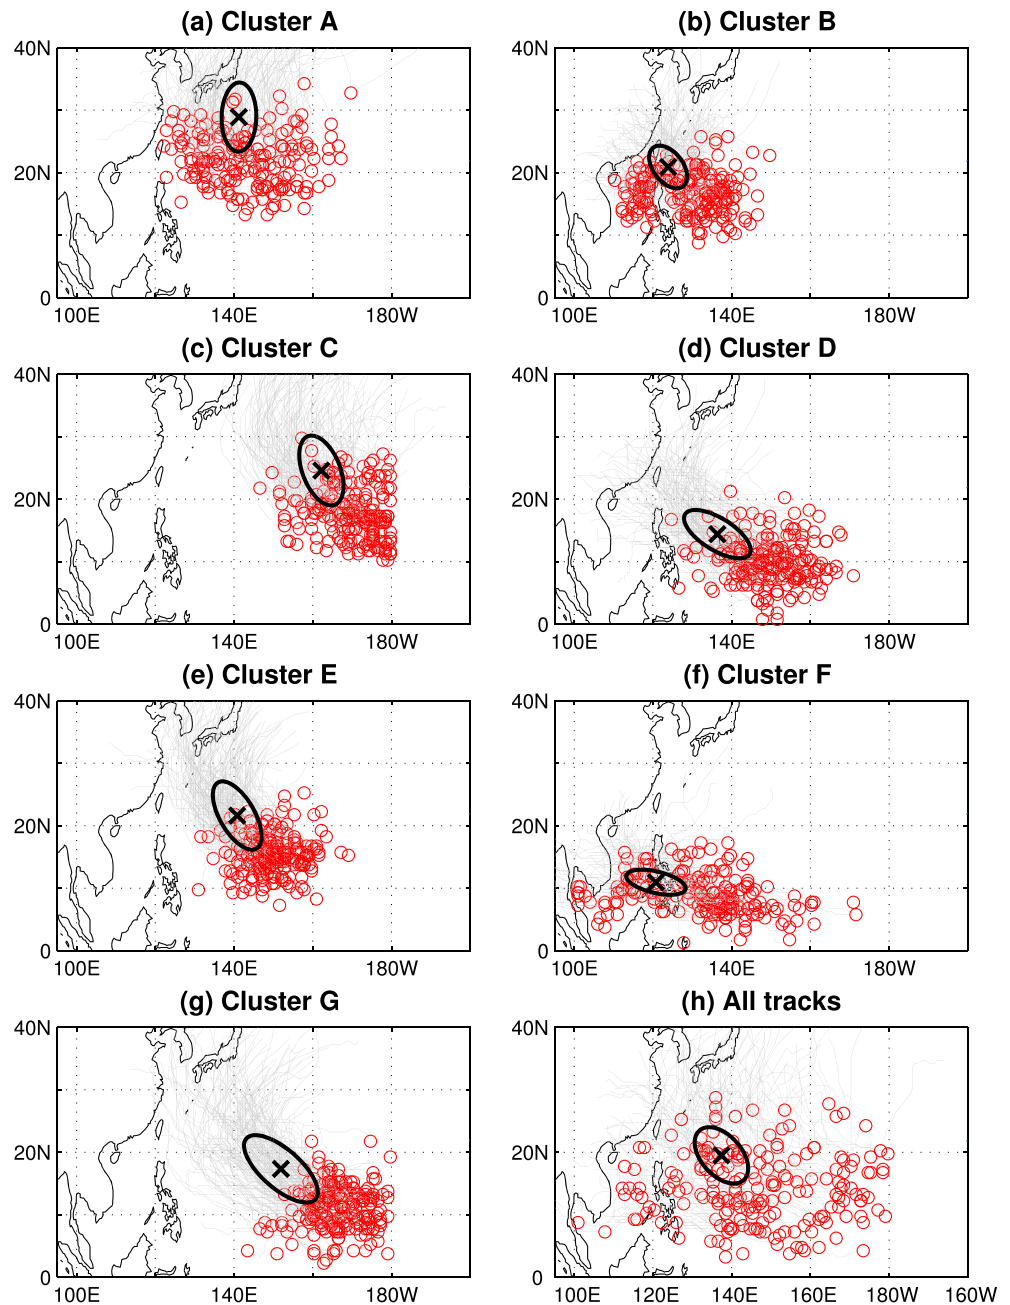 (a) Cluster A
(b) Cluster B
40N
20N
0
100E 140E 180W
40N
20N
0
100E 140E 180W
(c) Cluster C
(d) Cluster D
40N
20N
0
100E 140E 180W
40N
20N
0
100E 140E 180W
(e) Cluster E
(f) Cluster F
40N
20N
0
100E 140E 180W
40N
20N
0
100E 140E 180W
(g) Cluster G
(h) All tracks
40N
20N
0
100E 140E 180W
40N
20N
0
100E 120E 140E 160E 180W 160W